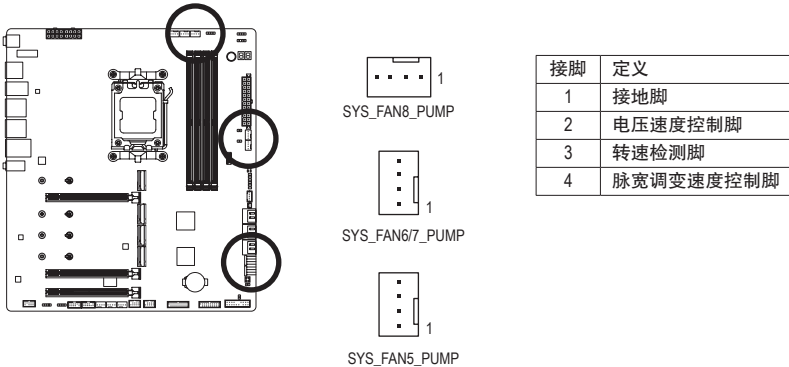 1
SYS_FAN8_PUMP
1
SYS_FAN6/7_PUMP
1
SYS_FAN5_PUMP
接脚 定义
1 接地脚
2 电压速度控制脚
3 转速检测脚
4 脉宽调变速度控制脚